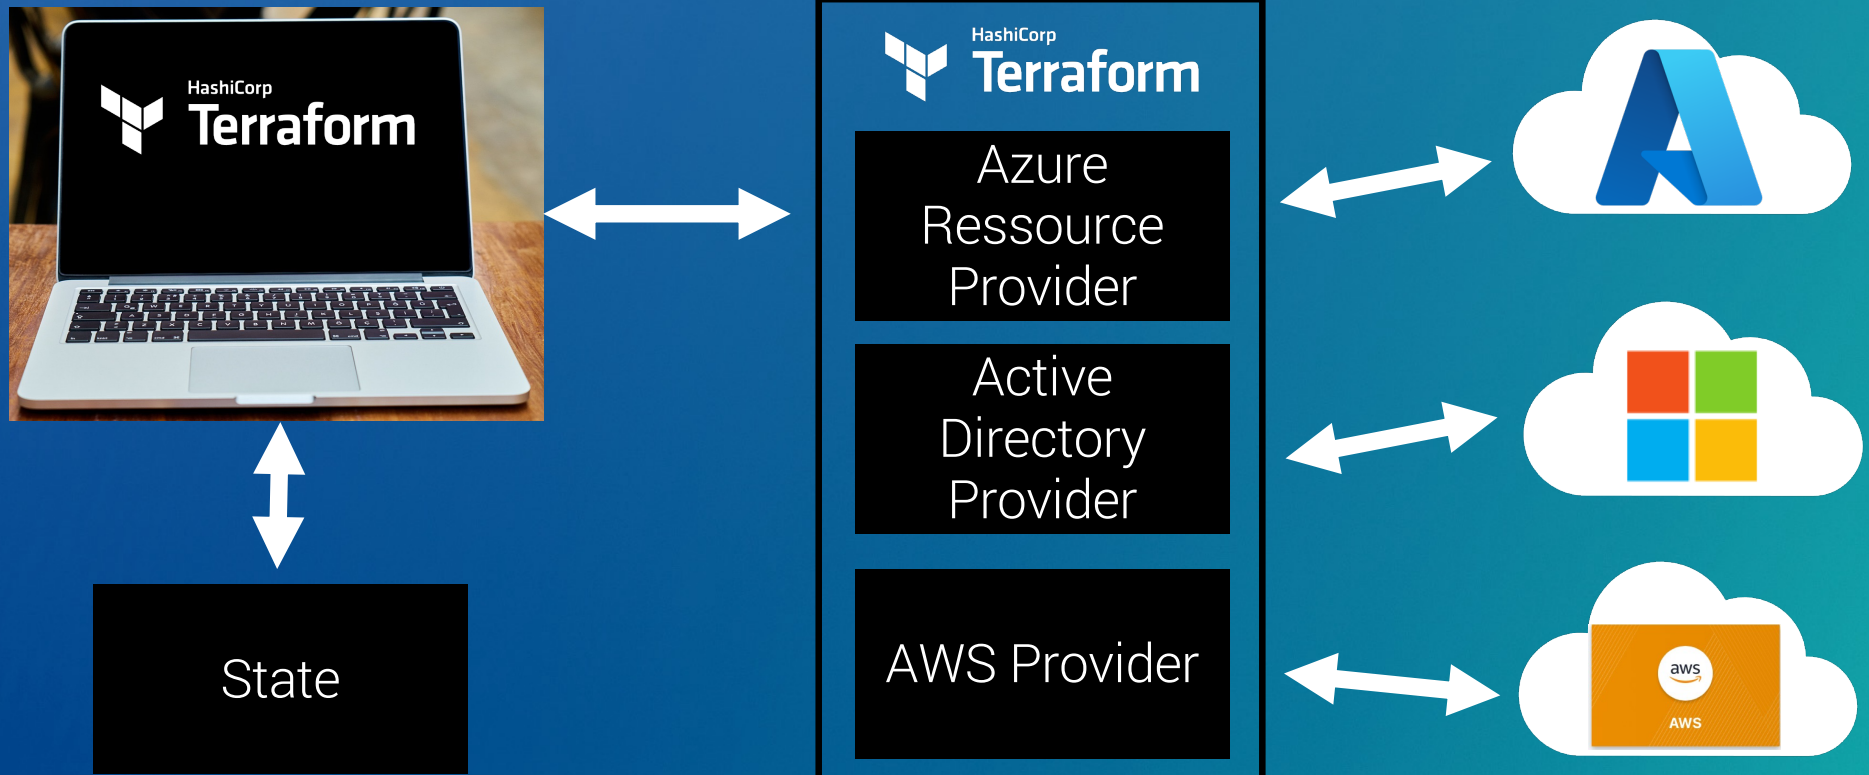 HashiCorp
Terraform
State
HashiCorp
Terraform
Azure
Ressource
Provider
Active
Directory
Provider
AWS Provider
aws
AWS